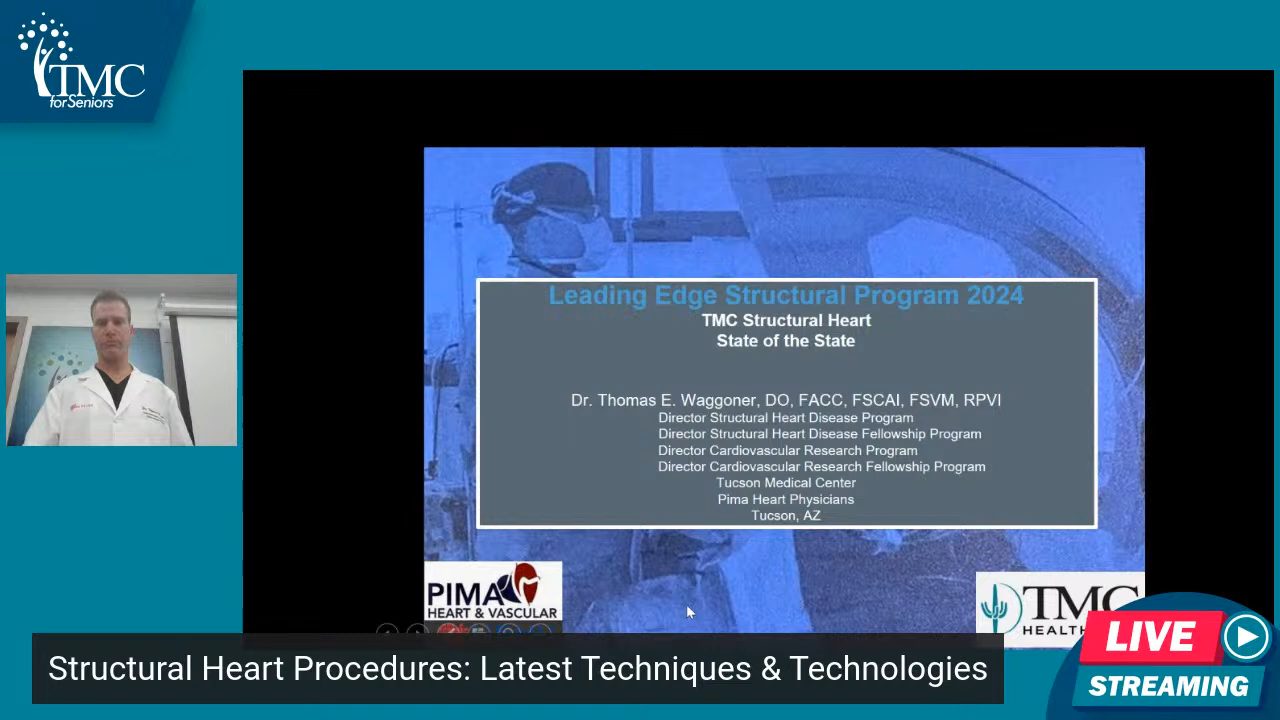 TMC
for Seniors
Leading Edge Structural Program 2024
TMC Structural Heart
State of the State
Dr. Thomas E. Waggoner, DO, FACC, FSCAI, FSVM, RPVI
Director Structural Heart Disease Program
Director Structural Heart Disease Fellowship Program
Director Cardiovascular Research Program
Director Cardiovascular Research Fellowship Program
Tucson Medical Center
Pima Heart Physicians
Tucson, AZ
PIMA
HEART & VASCULAR
TMC
HEALTH
LIVE
STREAMING
Structural Heart Procedures: Latest Techniques & Technologies